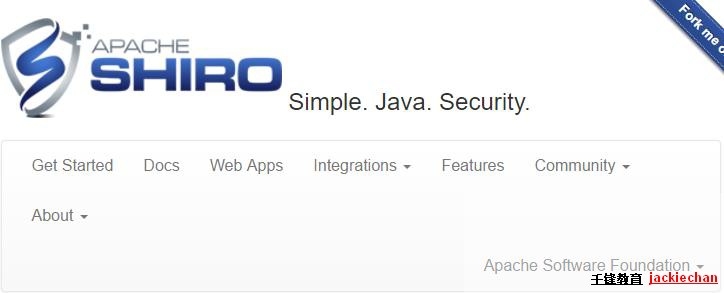 Fork me o
APACHE
SHIRO
Simple. Java. Security.
Get Started Docs Web Apps Integrations Features Community
About
Apache Software Foundation
千锋教育 jackiechan